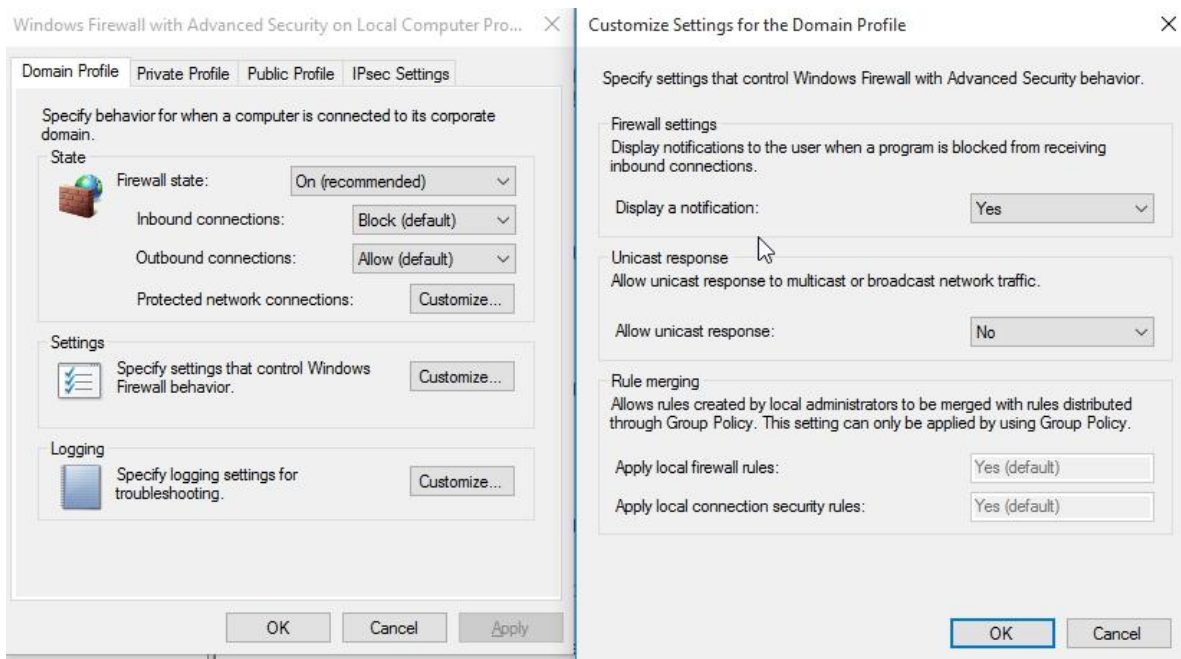 Windows Firewall with Advanced Security on Local Computer Pro...
Domain Profile Private Profile Public Profile IPsec Settings
Specify behavior for when a computer is connected to its corporate
domain.
State
Firewall state: On (recommended)
Inbound connections: Block (default)
Outbound connections: Allow (default)
Protected network connections: Customize...
Settings
Specify settings that control Windows
Firewall behavior.
Customize...
Logging
Specify logging settings for
troubleshooting.
Customize...
OK Cancel Apply
Customize Settings for the Domain Profile
Specify settings that control Windows Firewall with Advanced Security behavior.
Firewall settings
Display notifications to the user when a program is blocked from receiving
inbound connections.
Display a notification: Yes
Unicast response
Allow unicast response to multicast or broadcast network traffic.
Allow unicast response: No
Rule merging
Allows rules created by local administrators to be merged with rules distributed
through Group Policy. This setting can only be applied by using Group Policy.
Apply local firewall rules: Yes (default)
Apply local connection security rules: Yes (default)
OK Cancel